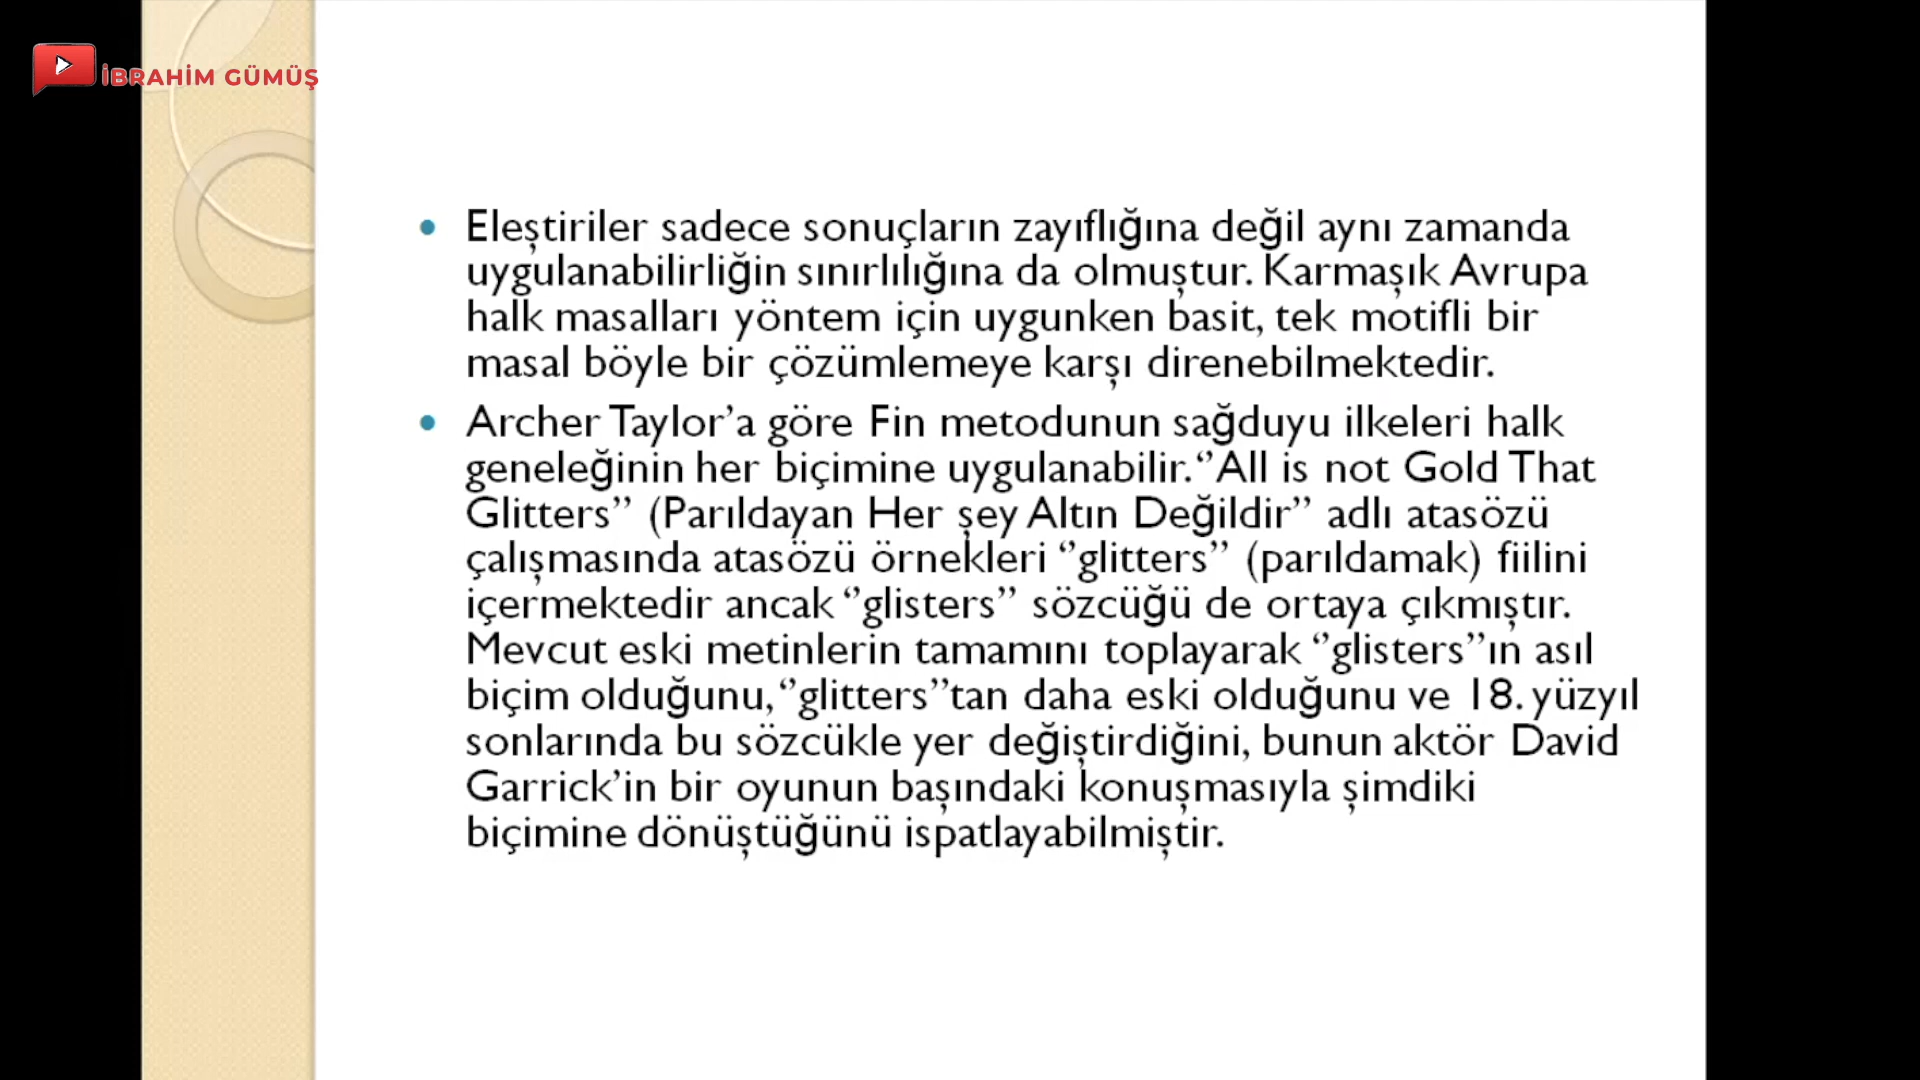 İBRAHİM GÜMÜŞ
• Eleştiriler sadece sonuçların zayıflığına değil aynı zamanda
uygulanabilirliğin sınırlılığına da olmuştur. Karmaşık Avrupa
halk masalları yöntem için uygunken basit, tek motifli bir
masal böyle bir çözümlemeye karşı direnebilmektedir.
• Archer Taylor’a göre Fin metodunun sağduyu ilkeleri halk
geneleğinin her biçimine uygulanabilir. ‘’All is not Gold That
Glitters’’ (Parıldayan Her şey Altın Değildir’’ adlı atasözü
çalışmasında atasözü örnekleri ‘’glitters’’ (parıldamak) fiilini
içermektedir ancak ‘’glisters’’ sözcüğü de ortaya çıkmıştır.
Mevcut eski metinlerin tamamını toplayarak ‘’glisters’’ın asıl
biçim olduğunu, ‘’glitters’’tan daha eski olduğunu ve 18. yüzyıl
sonlarında bu sözcükle yer değiştirdiğini, bunun aktör David
Garrick’in bir oyunun başındaki konuşmasıyla şimdiki
biçimine dönüştüğünü ispatlayabilmiştir.